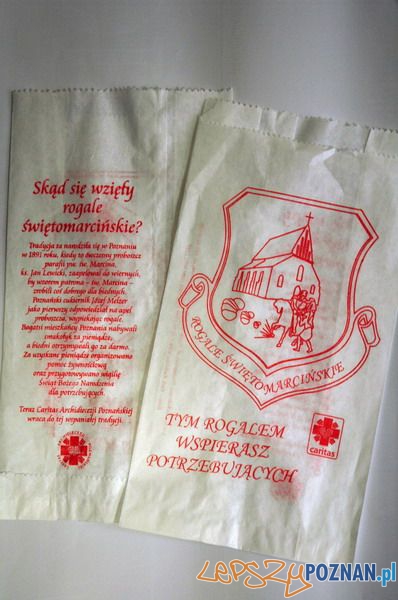 Skąd się wzięły
rogale
świętomarcińskie?
Tradycja ta narodziła się w Poznaniu
w 1891 roku, kiedy to ówczesny proboszcz
parafii pw. św. Marcina,
ks. Jan Lewicki, zaapelował do wiernych,
by wzorem patrona – św. Marcina –
zrobili coś dobrego dla biednych.
Poznański cukiernik Józef Melzer
jako pierwszy odpowiedział na apel
proboszcza, wypiekając rogale.
Bogatsi mieszkańcy Poznania nabywali
smakołyk za pieniądze,
a biedni otrzymywali go za darmo.
Za uzyskane pieniądze organizowano
pomoc żywnościową
oraz przygotowywano wigilię
Świąt Bożego Narodzenia
dla potrzebujących.
Teraz Caritas Archidiecezji Poznańskiej
wraca do tej wspaniałej tradycji.
ROGALE ŚWIĘTOMARCIŃSKIE
TYM ROGALEM
WSPIERASZ
POTRZEBUJĄCYCH
caritas
LEPSZYPOZNAN.pl